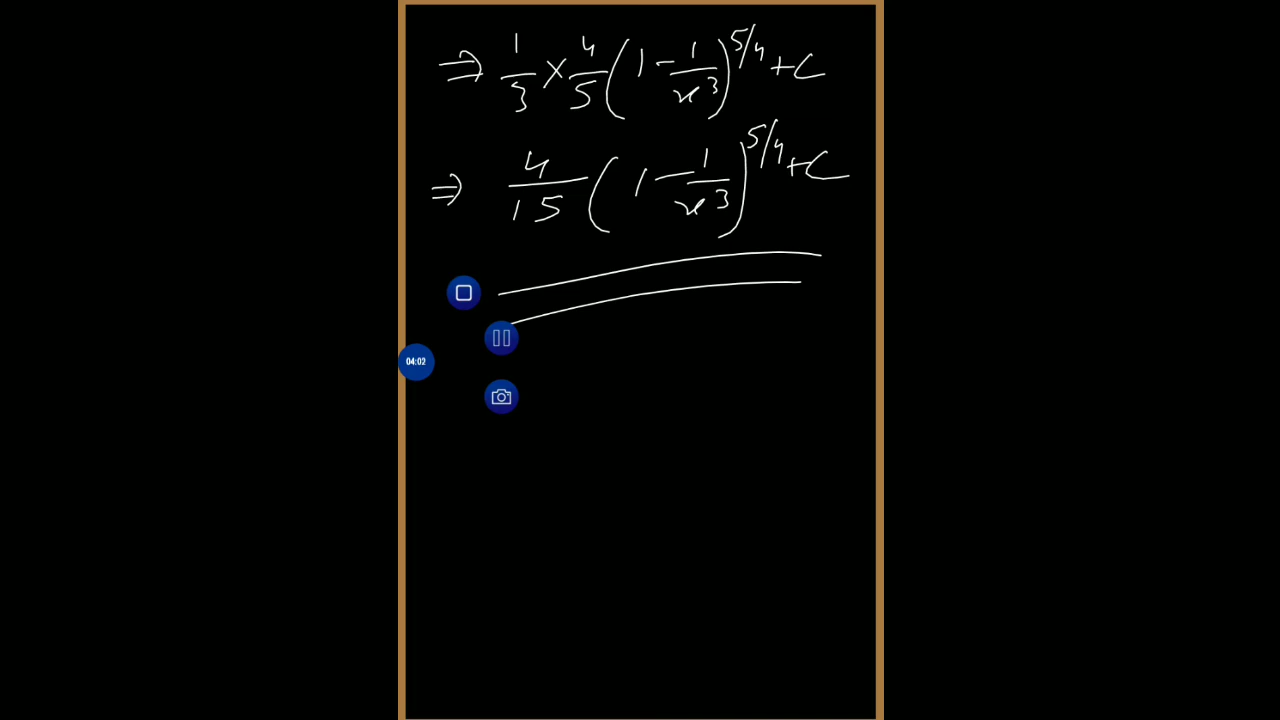 ⇒ 1/3 × 4/5 (1 - 1/x³)^5/4 + C
⇒ 4/15 (1 - 1/x³)^5/4 + C
04:02